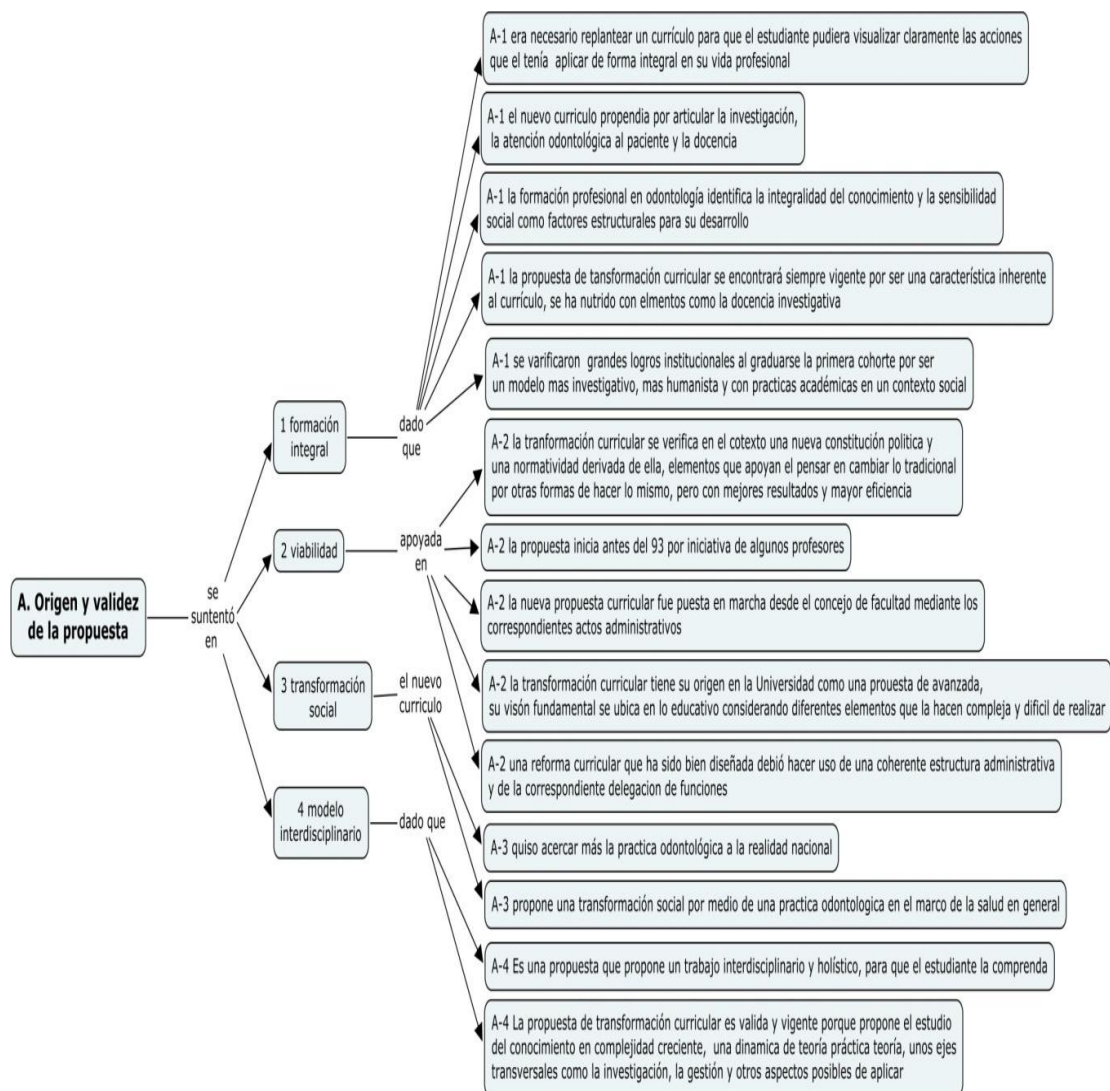 A-1 era necesario replantear un currículo para que el estudiante pudiera visualizar claramente las acciones
que el tenía aplicar de forma integral en su vida profesional
A-1 el nuevo curriculo propendia por articular la investigación,
la atención odontológica al paciente y la docencia
A-1 la formación profesional en odontología identifica la integralidad del conocimiento y la sensibilidad
social como factores estructurales para su desarrollo
A-1 la propuesta de tansformación curricular se encontrará siempre vigente por ser una característica inherente
al currículo, se ha nutrido con elmentos como la docencia investigativa
A-1 se varificaron grandes logros institucionales al graduarse la primera cohorte por ser
un modelo mas investigativo, mas humanista y con practicas académicas en un contexto social
1 formación
integral
dado
que
A-2 la tranformación curricular se verifica en el cotexto una nueva constitución politica y
una normatividad derivada de ella, elementos que apoyan el pensar en cambiar lo tradicional
por otras formas de hacer lo mismo, pero con mejores resultados y mayor eficiencia
2 viabilidad
apoyada
en
A-2 la propuesta inicia antes del 93 por iniciativa de algunos profesores
A. Origen y validez
de la propuesta
se
suntentó
en
A-2 la nueva propuesta curricular fue puesta en marcha desde el concejo de facultad mediante los
correspondientes actos administrativos
3 transformación
social
el nuevo
curriculo
A-2 la transformación curricular tiene su origen en la Universidad como una prouesta de avanzada,
su visón fundamental se ubica en lo educativo considerando diferentes elementos que la hacen compleja y dificil de realizar
A-2 una reforma curricular que ha sido bien diseñada debió hacer uso de una coherente estructura administrativa
y de la correspondiente delegacion de funciones
4 modelo
interdisciplinario
dado que
A-3 quiso acercar más la practica odontológica a la realidad nacional
A-3 propone una transformación social por medio de una practica odontologica en el marco de la salud en general
A-4 Es una propuesta que propone un trabajo interdisciplinario y holístico, para que el estudiante la comprenda
A-4 La propuesta de transformación curricular es valida y vigente porque propone el estudio
del conocimiento en complejidad creciente, una dinamica de teoría práctica teoría, unos ejes
transversales como la investigación, la gestión y otros aspectos posibles de aplicar